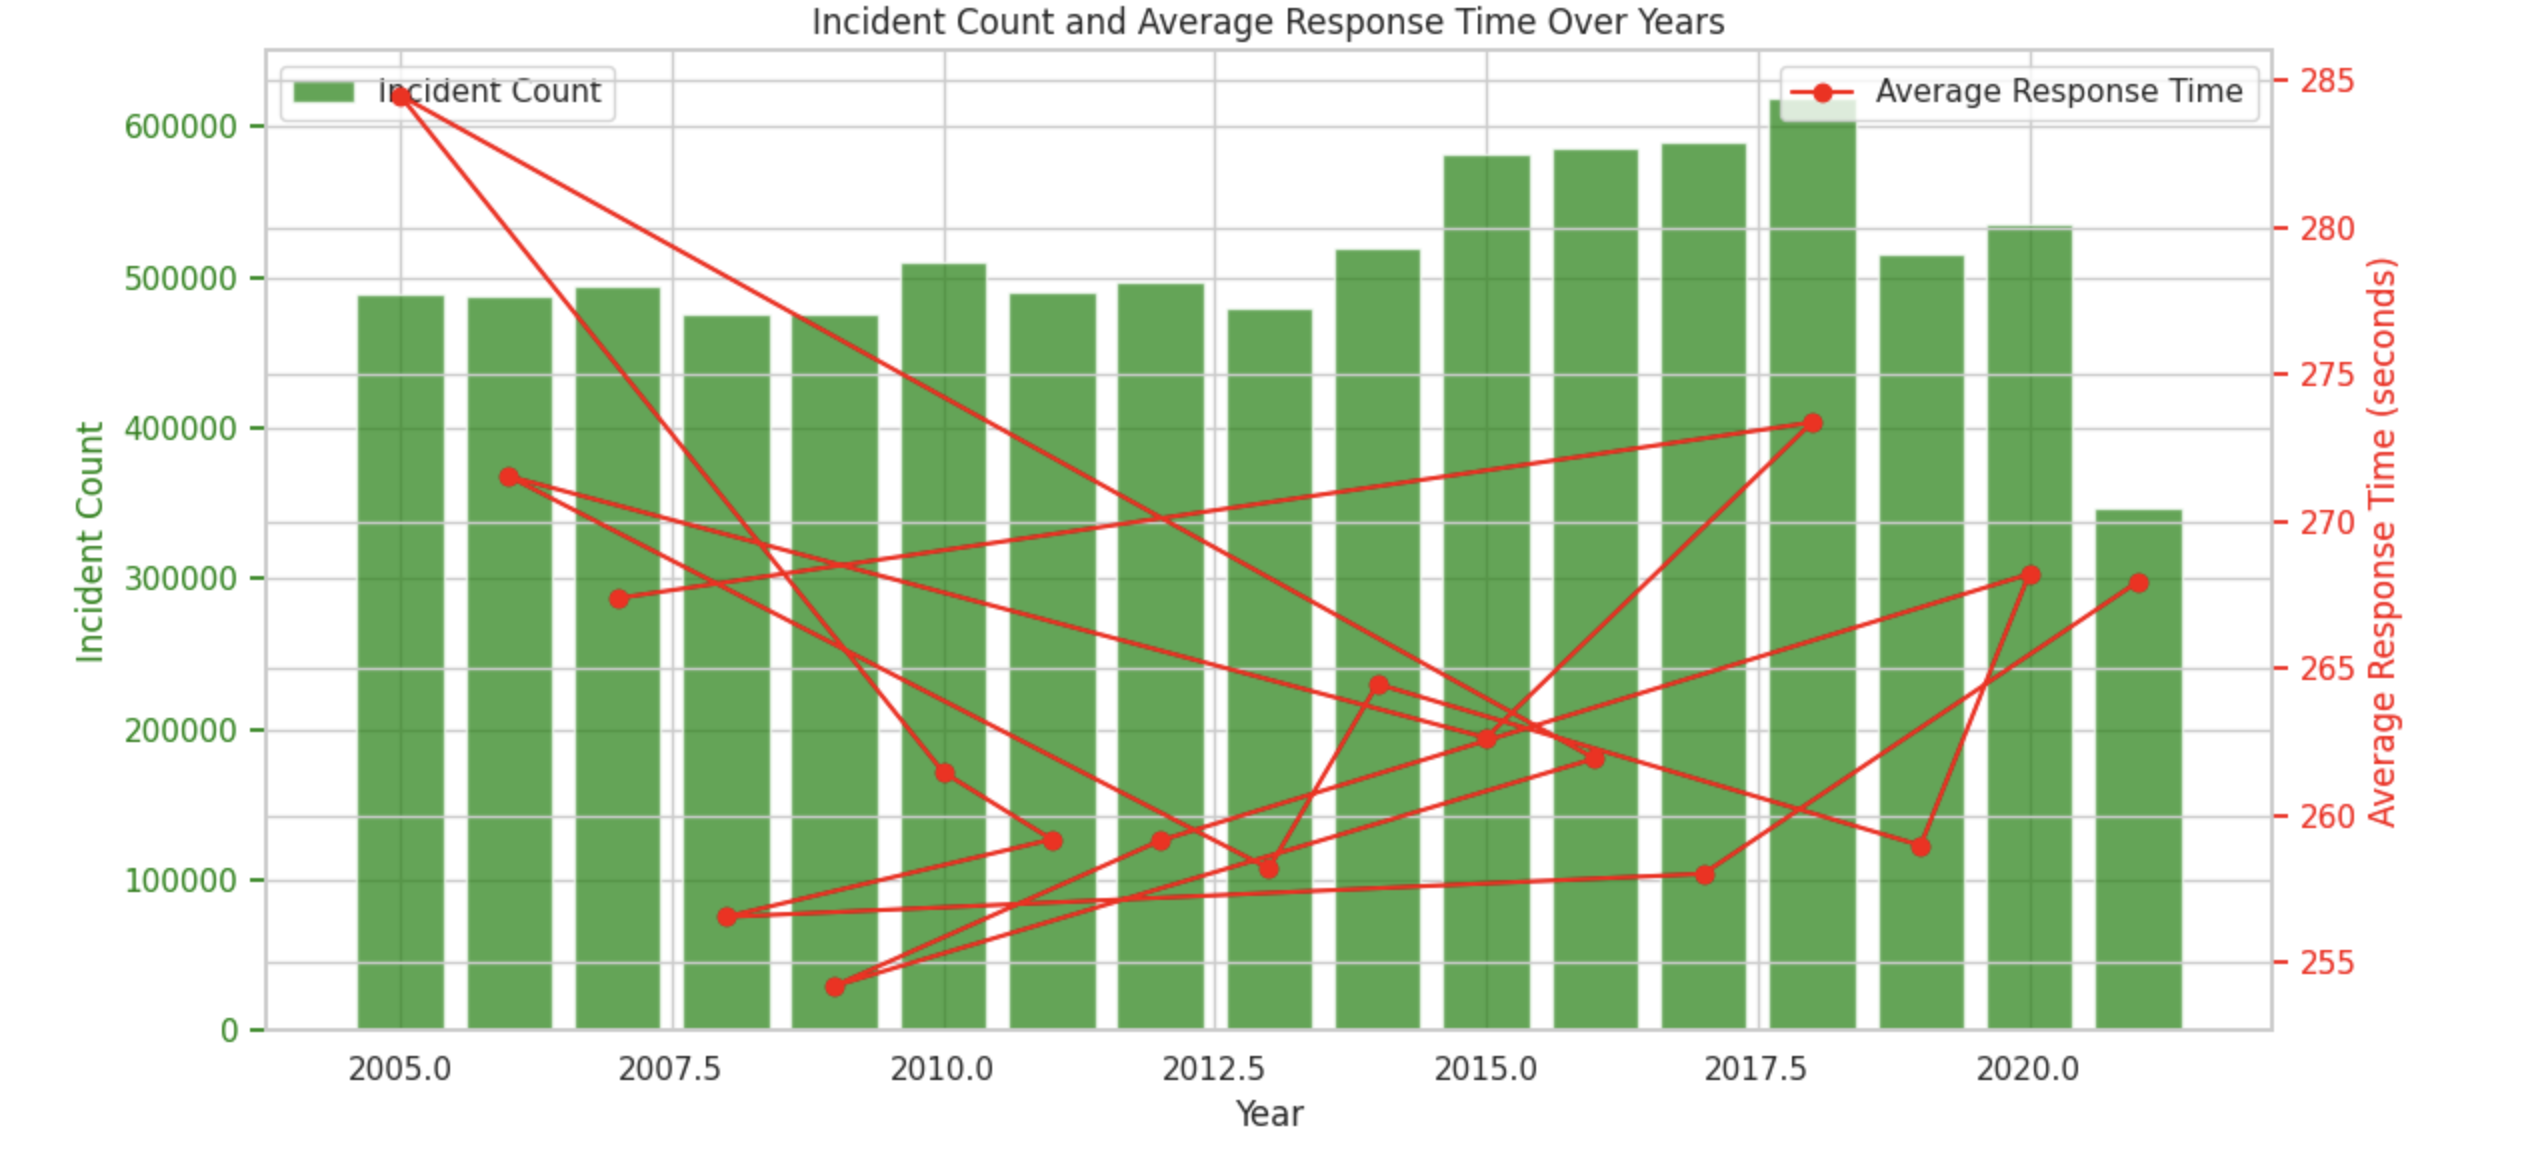 Incident Count and Average Response Time Over Years
Incident Count
Average Response Time
600000
500000
400000
300000
200000
100000
0
Incident Count
285
280
275
270
265
260
255
Average Response Time (seconds)
2005.0 2007.5 2010.0 2012.5 2015.0 2017.5 2020.0
Year